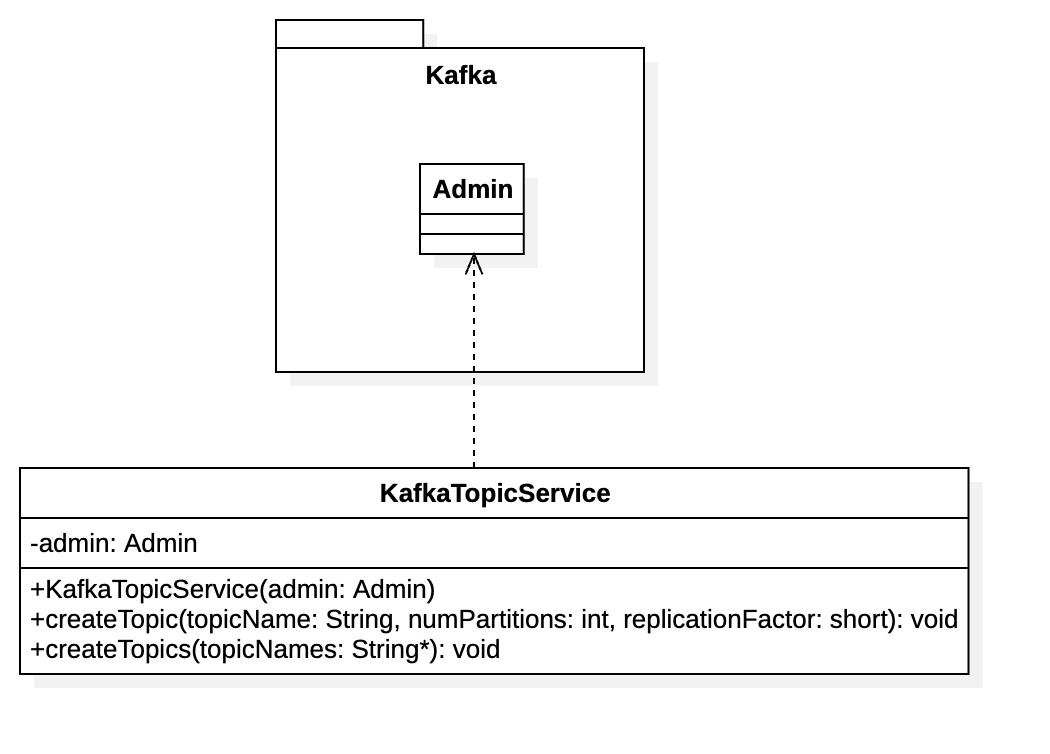 Kafka
Admin
KafkaTopicService
-admin: Admin
+KafkaTopicService(admin: Admin)
+createTopic(topicName: String, numPartitions: int, replicationFactor: short): void
+createTopics(topicNames: String*): void